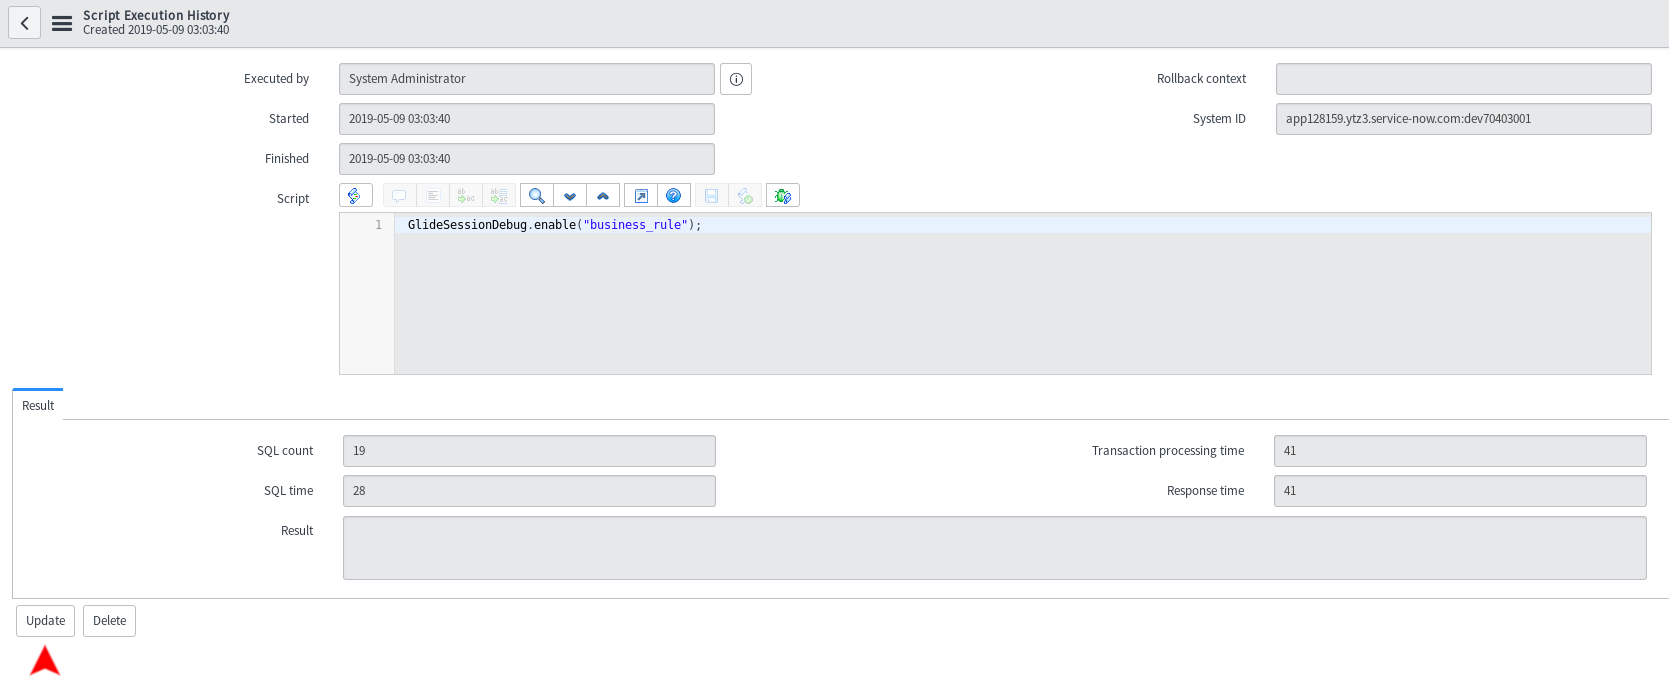 Script Execution History
Created 2019-05-09 03:03:40
Executed by
System Administrator
Rollback context
Started
2019-05-09 03:03:40
System ID
app128159.ytz3.service-now.com:dev70403001
Finished
2019-05-09 03:03:40
Script
1
GlideSessionDebug.enable("business_rule");
Result
SQL count
19
Transaction processing time
41
SQL time
28
Response time
41
Result
Update
Delete